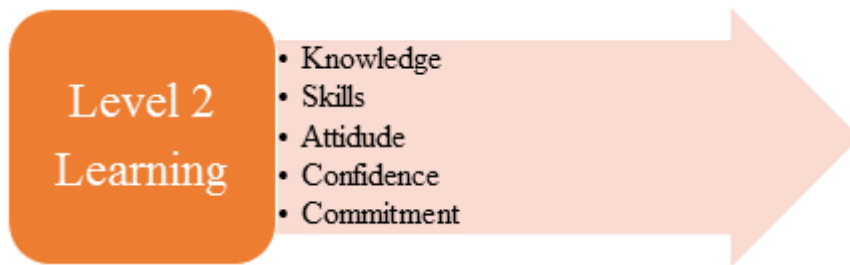 Level 2
Learning
• Knowledge
• Skills
• Attidude
• Confidence
• Commitment